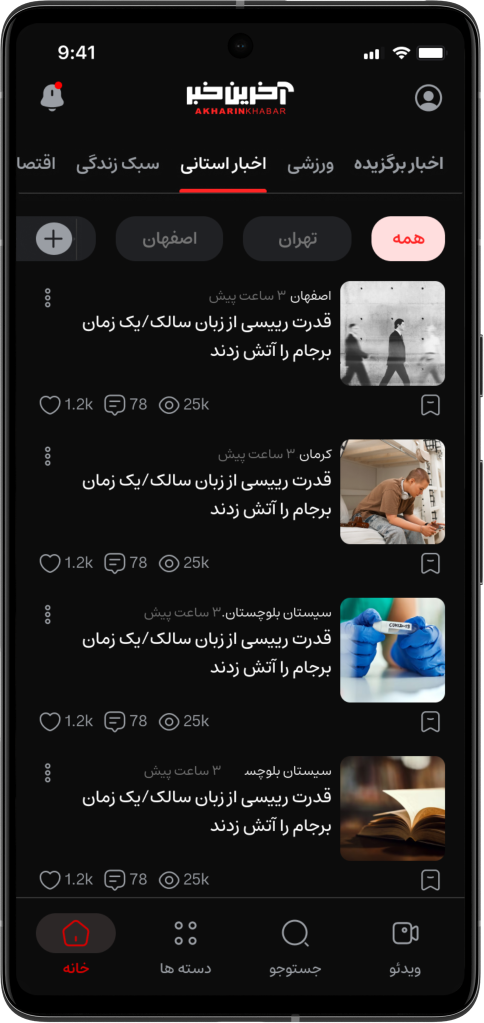 9:41
آخرین خبر
AKHARINKHABAR
اخبار برگزیده
ورزشی
اخبار استانی
سبک زندگی
اقتصا
همه
تهران
اصفهان
اصفهان ۳ ساعت پیش
قدرت رییسی از زبان سالک/یک زمان
برجام را آتش زدند
1.2k 78 25k
کرمان ۳ ساعت پیش
قدرت رییسی از زبان سالک/یک زمان
برجام را آتش زدند
1.2k 78 25k
سیستان بلوچستان.۳ ساعت پیش
قدرت رییسی از زبان سالک/یک زمان
برجام را آتش زدند
1.2k 78 25k
سیستان بلوچس ۳ ساعت پیش
قدرت رییسی از زبان سالک/یک زمان
برجام را آتش زدند
1.2k 78 25k
ویدئو
جستوجو
دسته ها
خانه